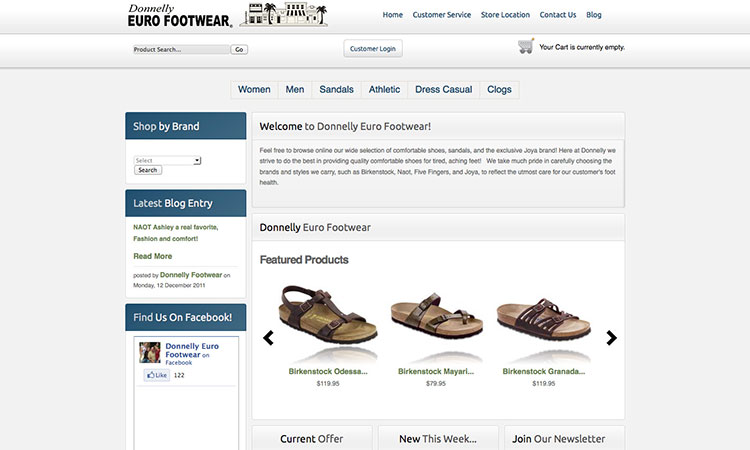 Donnelly
EURO FOOTWEAR®
Home Customer Service Store Location Contact Us Blog
Product Search... Go
Customer Login
Your Cart is currently empty.
Women Men Sandals Athletic Dress Casual Clogs
Shop by Brand
Select
Search
Latest Blog Entry
NAOT Ashley a real favorite,
Fashion and comfort!
Read More
posted by Donnelly Footwear on
Monday, 12 December 2011
Find Us On Facebook!
Donnelly Euro
Footwear on
Facebook
Like 122
Welcome to Donnelly Euro Footwear!
Feel free to browse online our wide selection of comfortable shoes, sandals, and the exclusive Joya brand! Here at Donnelly we
strive to do the best in providing quality comfortable shoes for tired, aching feet! We take much pride in carefully choosing the
brands and styles we carry, such as Birkenstock, Naot, Five Fingers, and Joya, to reflect the utmost care for our customer's foot
health.
Donnelly Euro Footwear
Featured Products
Birkenstock Odessa... Birkenstock Mayari... Birkenstock Granada...
$119.95 $79.95 $119.95
Current Offer New This Week... Join Our Newsletter